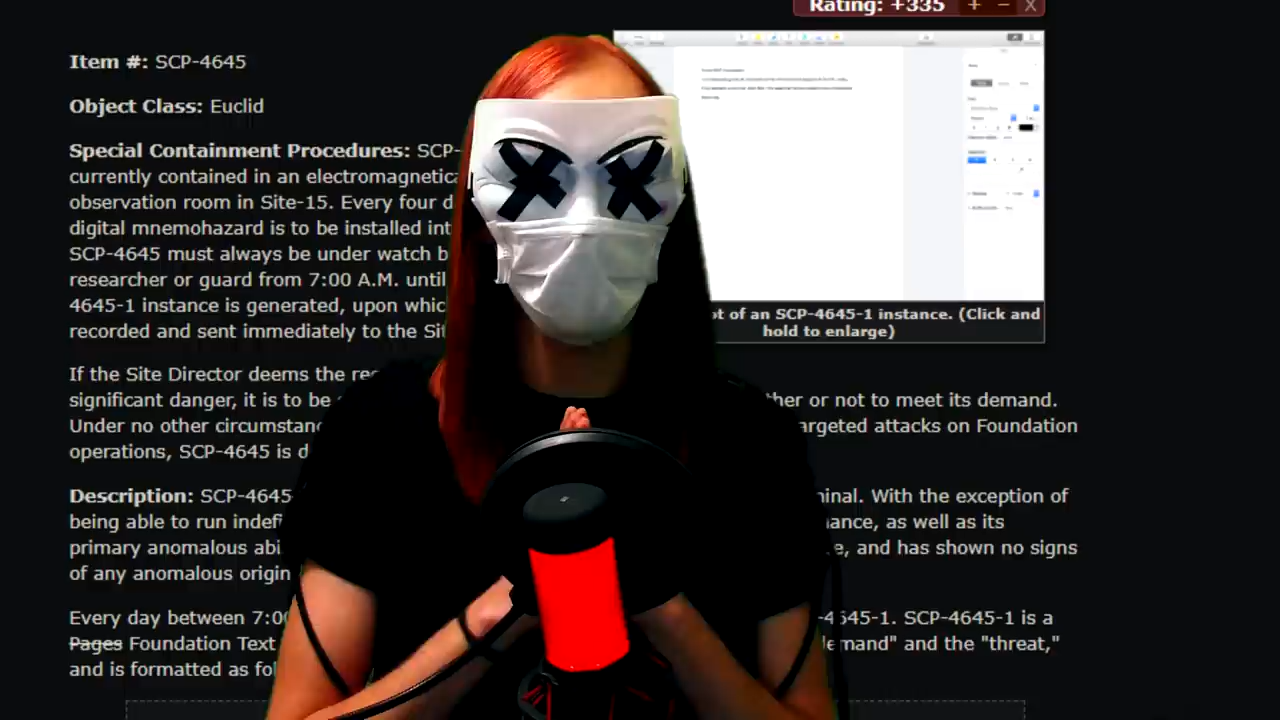 Rating: +335 + − X
Item #: SCP-4645
Object Class: Euclid
Special Containment Procedures: SCP-
currently contained in an electromagnetica
observation room in Site-15. Every four d
digital mnemohazard is to be installed int
SCP-4645 must always be under watch b
researcher or guard from 7:00 A.M. until
4645-1 instance is generated, upon whic
recorded and sent immediately to the Sit
ot of an SCP-4645-1 instance. (Click and
hold to enlarge)
If the Site Director deems the re
significant danger, it is to be ther or not to meet its demand.
Under no other circumstanc argeted attacks on Foundation
operations, SCP-4645 is d
Description: SCP-4645- minal. With the exception of
being able to run indefi ance, as well as its
primary anomalous abi e, and has shown no signs
of any anomalous origin
Every day between 7:00 -4645-1. SCP-4645-1 is a
Pages Foundation Text emand" and the "threat,"
and is formatted as fol